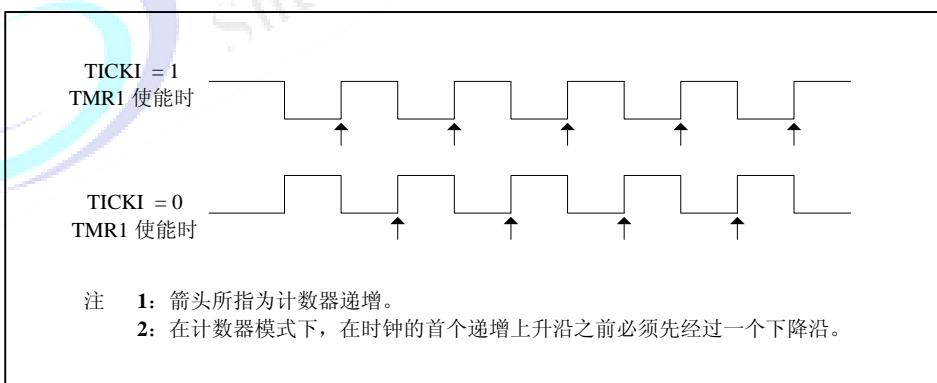 TICKI = 1
TMR1 使能时
TICKI = 0
TMR1 使能时
注 1：箭头所指为计数器递增。
2：在计数器模式下，在时钟的首个递增上升沿之前必须先经过一个下降沿。